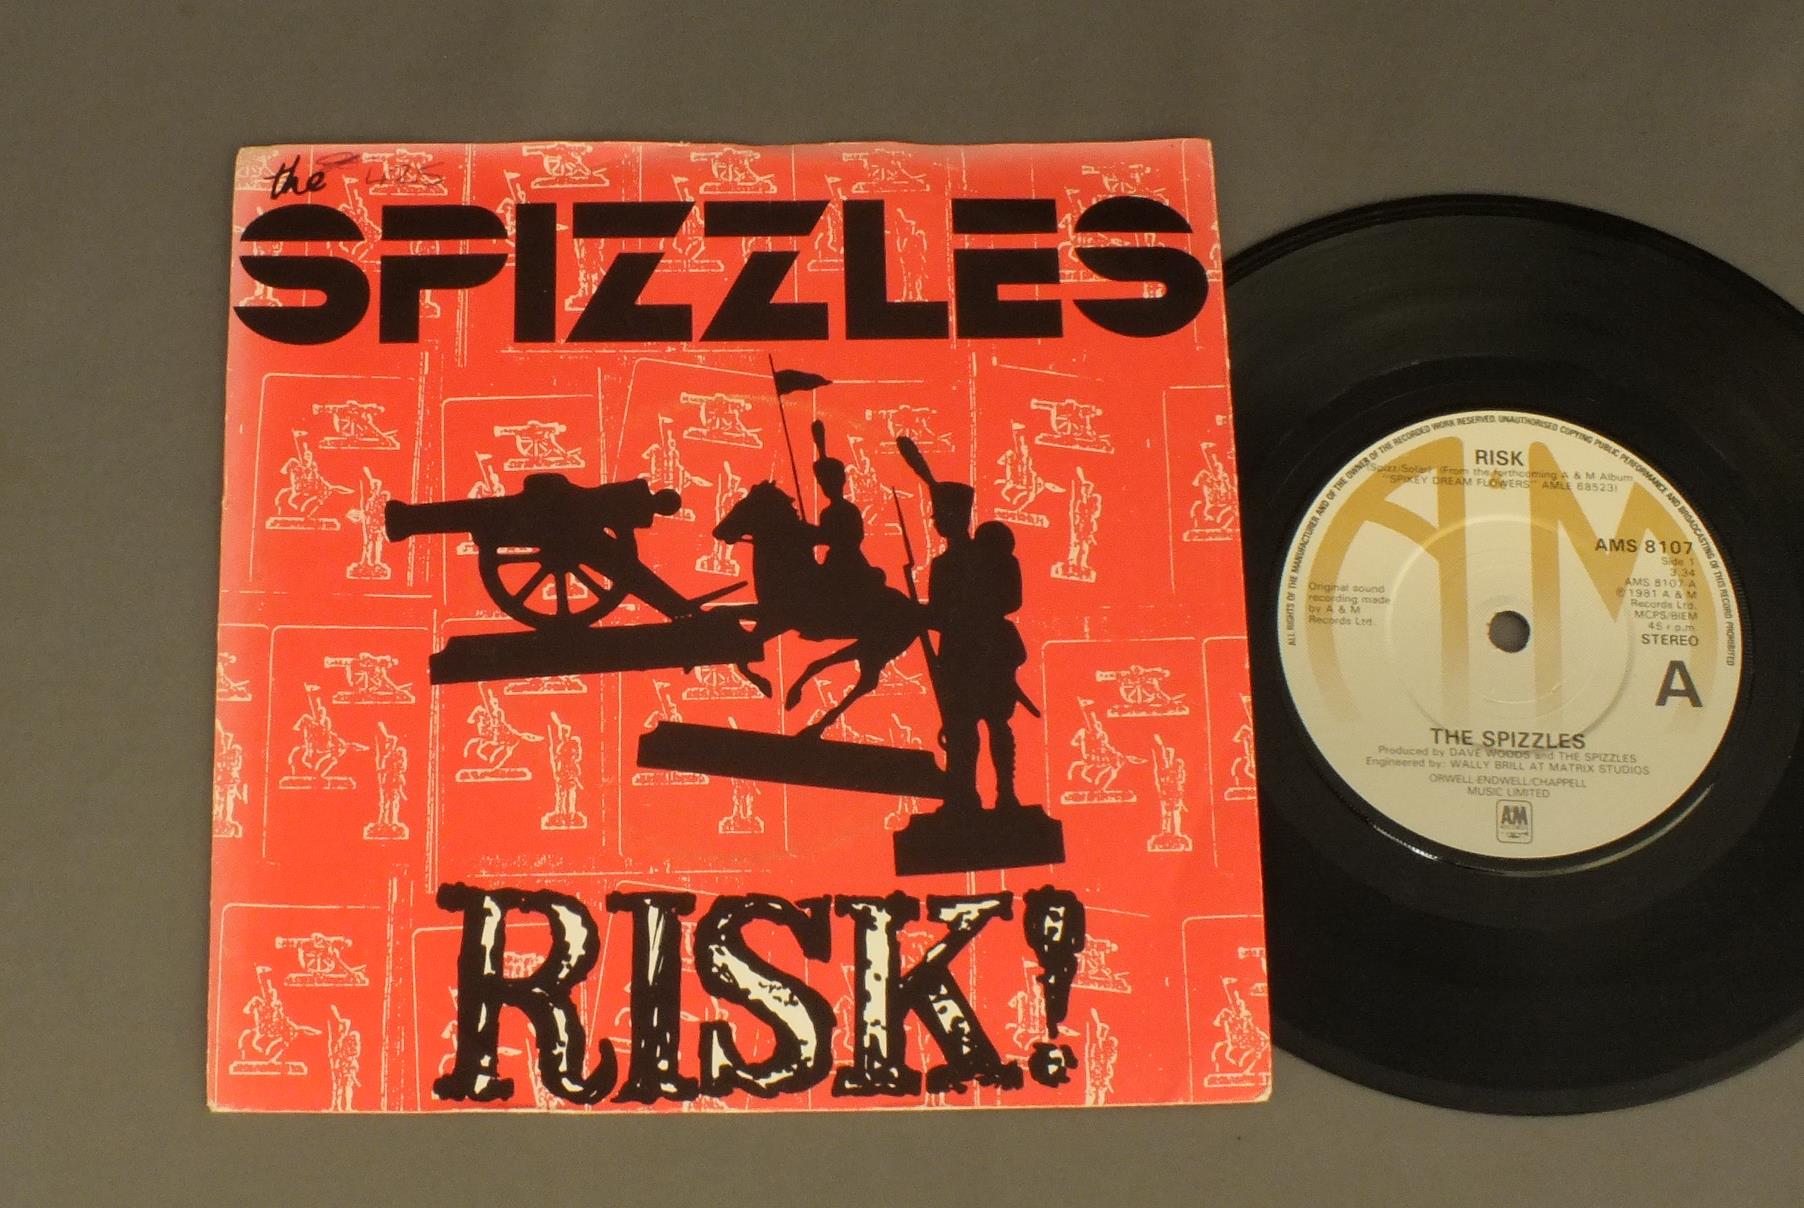 the
SPIZZLES
RISK!
ALL RIGHTS OF THE MANUFACTURER AND OF THE OWNER OF THE RECORDED WORK RESERVED. UNAUTHORISED COPYING PUBLIC PERFORMANCE AND BROADCASTING OF THIS RECORD PROHIBITED
AM
RISK
(Spizz/Solar) (From the forthcoming A & M Album
"SPIKEY DREAM FLOWERS" AMLE 68523)
AMS 8107
Side 1
3.34
AMS 8107-A
℗ 1981 A & M
Records Ltd.
MCPS/BIEM
45 r.p.m.
STEREO
A
Original sound
recording made
by A & M
Records Ltd.
THE SPIZZLES
Produced by DAVE WOODS and THE SPIZZLES
Engineered by: WALLY BRILL AT MATRIX STUDIOS
ORWELL-ENDWELL/CHAPPELL
MUSIC LIMITED
A&M
RECORDS